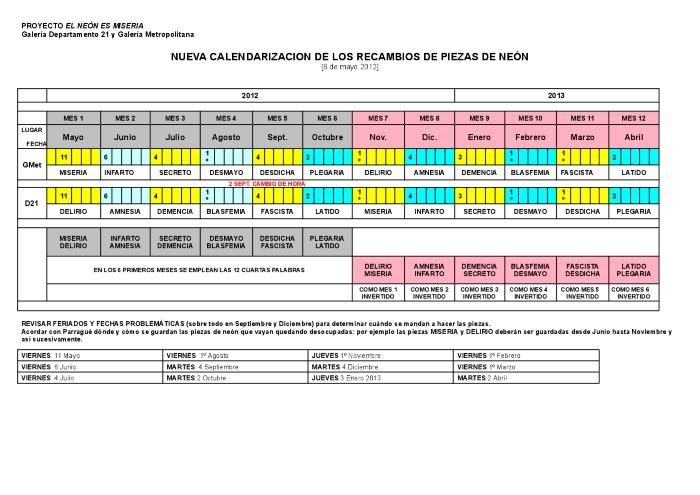 PROYECTO EL NEÓN ES MISERIA
Galería Departamento 21 y Galería Metropolitana
NUEVA CALENDARIZACION DE LOS RECAMBIOS DE PIEZAS DE NEÓN
[6 de mayo 2012]
2012 2013
MES 1 MES 2 MES 3 MES 4 MES 5 MES 6 MES 7 MES 8 MES 9 MES 10 MES 11 MES 12
LUGAR
FECHA
Mayo Junio Julio Agosto Sept. Octubre Nov. Dic. Enero Febrero Marzo Abril
GMet
11 6 4 1º 4 2 1º 4 3 1º 1º 2
MISERIA INFARTO SECRETO DESMAYO DESDICHA PLEGARIA DELIRIO AMNESIA DEMENCIA BLASFEMIA FASCISTA LATIDO
2 SEPT. CAMBIO DE HORA
D21
11 6 4 1º 4 2 1º 4 3 1º 1º 2
DELIRIO AMNESIA DEMENCIA BLASFEMIA FASCISTA LATIDO MISERIA INFARTO SECRETO DESMAYO DESDICHA PLEGARIA
MISERIA INFARTO SECRETO DESMAYO DESDICHA PLEGARIA
DELIRIO AMNESIA DEMENCIA BLASFEMIA FASCISTA LATIDO
EN LOS 6 PRIMEROS MESES SE EMPLEAN LAS 12 CUARTAS PALABRAS
DELIRIO AMNESIA DEMENCIA BLASFEMIA FASCISTA LATIDO
MISERIA INFARTO SECRETO DESMAYO DESDICHA PLEGARIA
COMO MES 1 COMO MES 2 COMO MES 3 COMO MES 4 COMO MES 5 COMO MES 6
INVERTIDO INVERTIDO INVERTIDO INVERTIDO INVERTIDO INVERTIDO
REVISAR FERIADOS Y FECHAS PROBLEMÁTICAS (sobre todo en Septiembre y Diciembre) para determinar cuándo se mandan a hacer las piezas.
Acordar con Parragué dónde y cómo se guardan las piezas de neón que vayan quedando desocupadas: por ejemplo las piezas MISERIA y DELIRIO deberán ser guardadas desde Junio hasta Noviembre y
así sucesivamente.
VIERNES 11 Mayo VIERNES 1º Agosto JUEVES 1º Noviembre VIERNES 1º Febrero
VIERNES 6 Junio MARTES 4 Septiembre MARTES 4 Diciembre VIERNES 1º Marzo
VIERNES 4 Julio MARTES 2 Octubre JUEVES 3 Enero 2013 MARTES 2 Abril